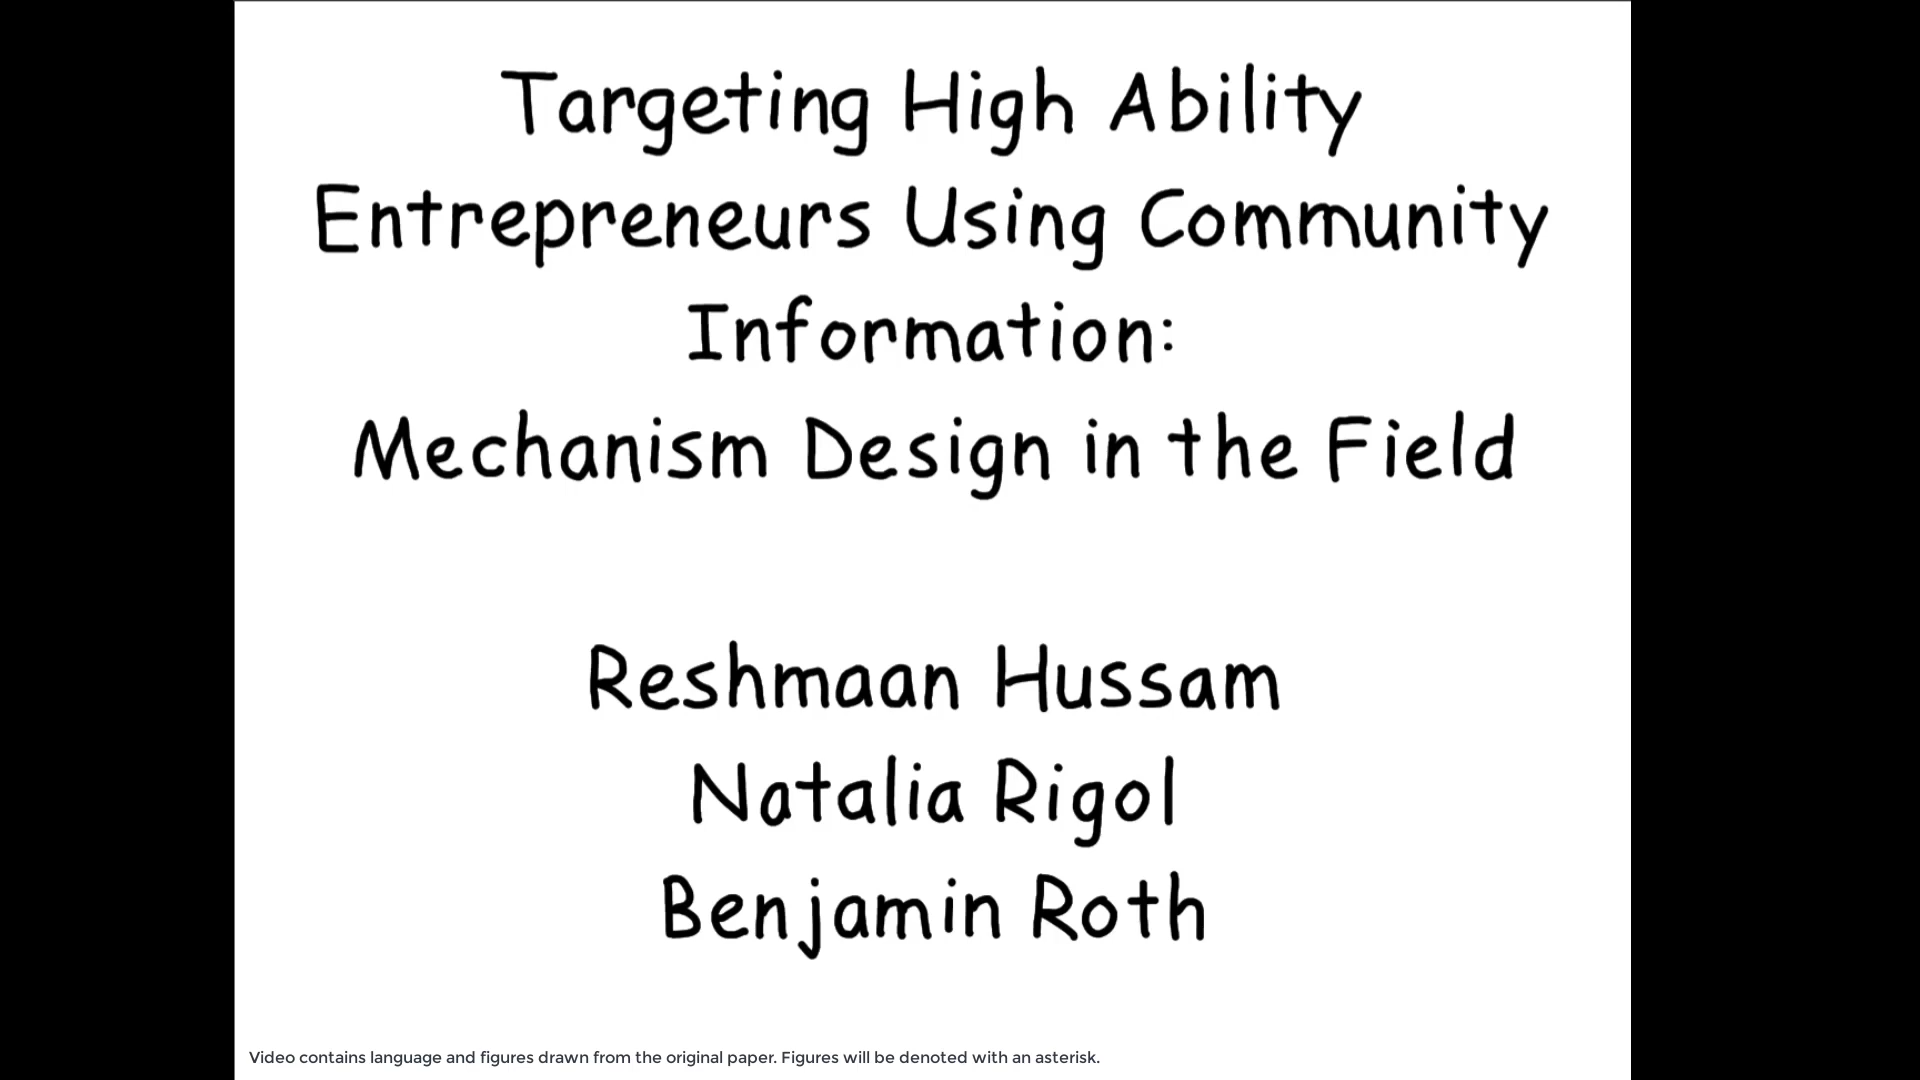 Targeting High Ability
Entrepreneurs Using Community
Information:
Mechanism Design in the Field
Reshmaan Hussam
Natalia Rigol
Benjamin Roth
Video contains language and figures drawn from the original paper. Figures will be denoted with an asterisk.